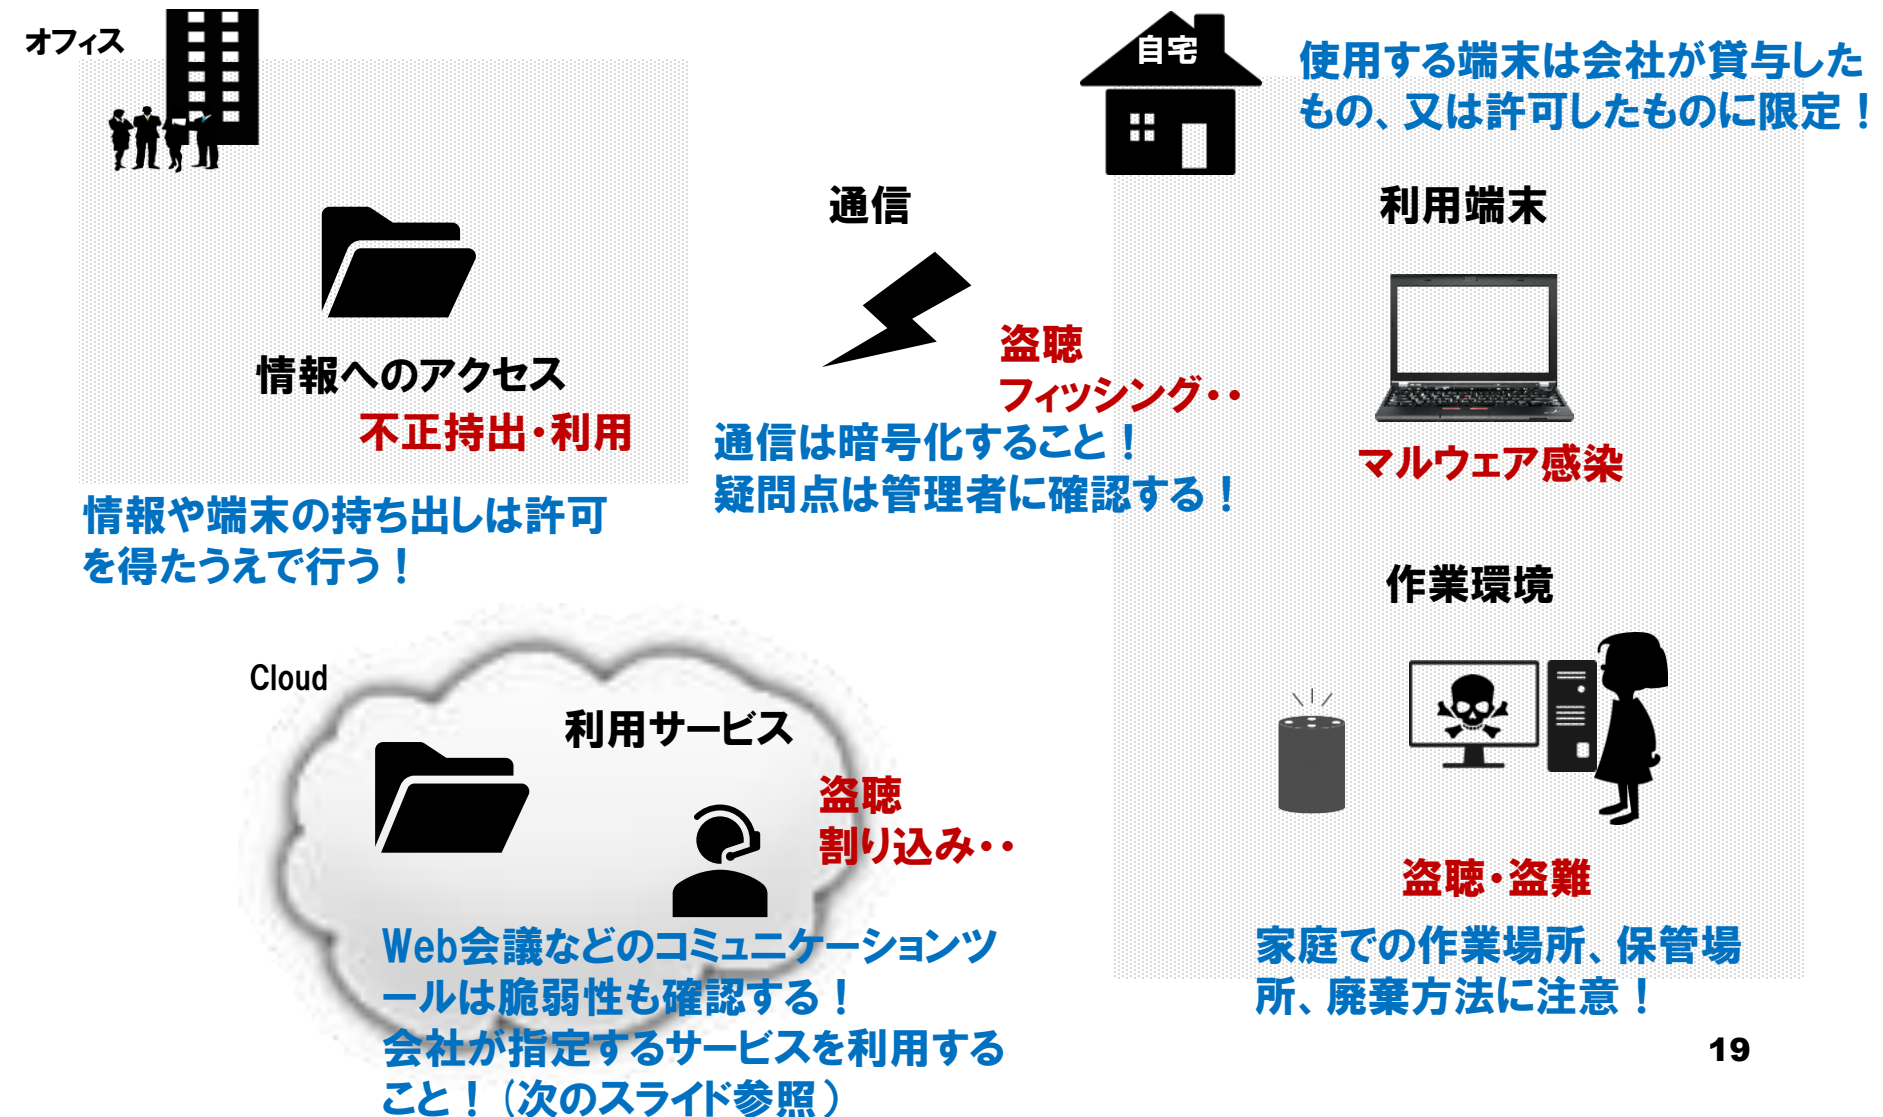 オフィス
情報へのアクセス
不正持出・利用
情報や端末の持ち出しは許可
を得たうえで行う！
通信
盗聴
フィッシング・・
通信は暗号化すること！
疑問点は管理者に確認する！
自宅
使用する端末は会社が貸与した
もの、又は許可したものに限定！
利用端末
マルウェア感染
作業環境
盗聴・盗難
家庭での作業場所、保管場
所、廃棄方法に注意！
Cloud
利用サービス
盗聴
割り込み・・
Web会議などのコミュニケーションツ
ールは脆弱性も確認する！
会社が指定するサービスを利用する
こと！（次のスライド参照）
19